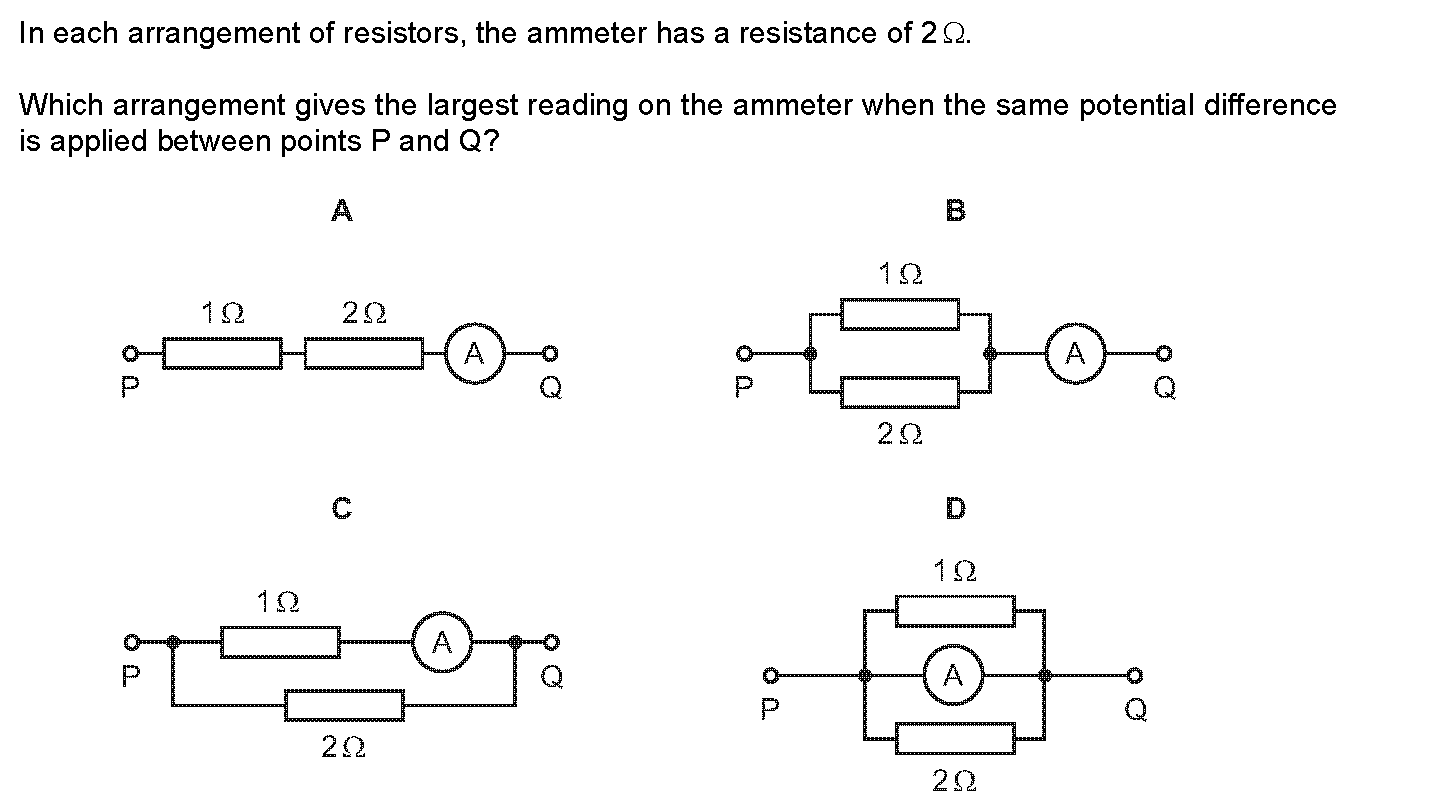 In each arrangement of resistors, the ammeter has a resistance of 2 Ω.
Which arrangement gives the largest reading on the ammeter when the same potential difference
is applied between points P and Q?
A
B
1 Ω
1 Ω 2 Ω
A
A
P Q
P Q
2 Ω
C
D
1 Ω
1 Ω
A
A
P Q
P Q
2 Ω
2 Ω